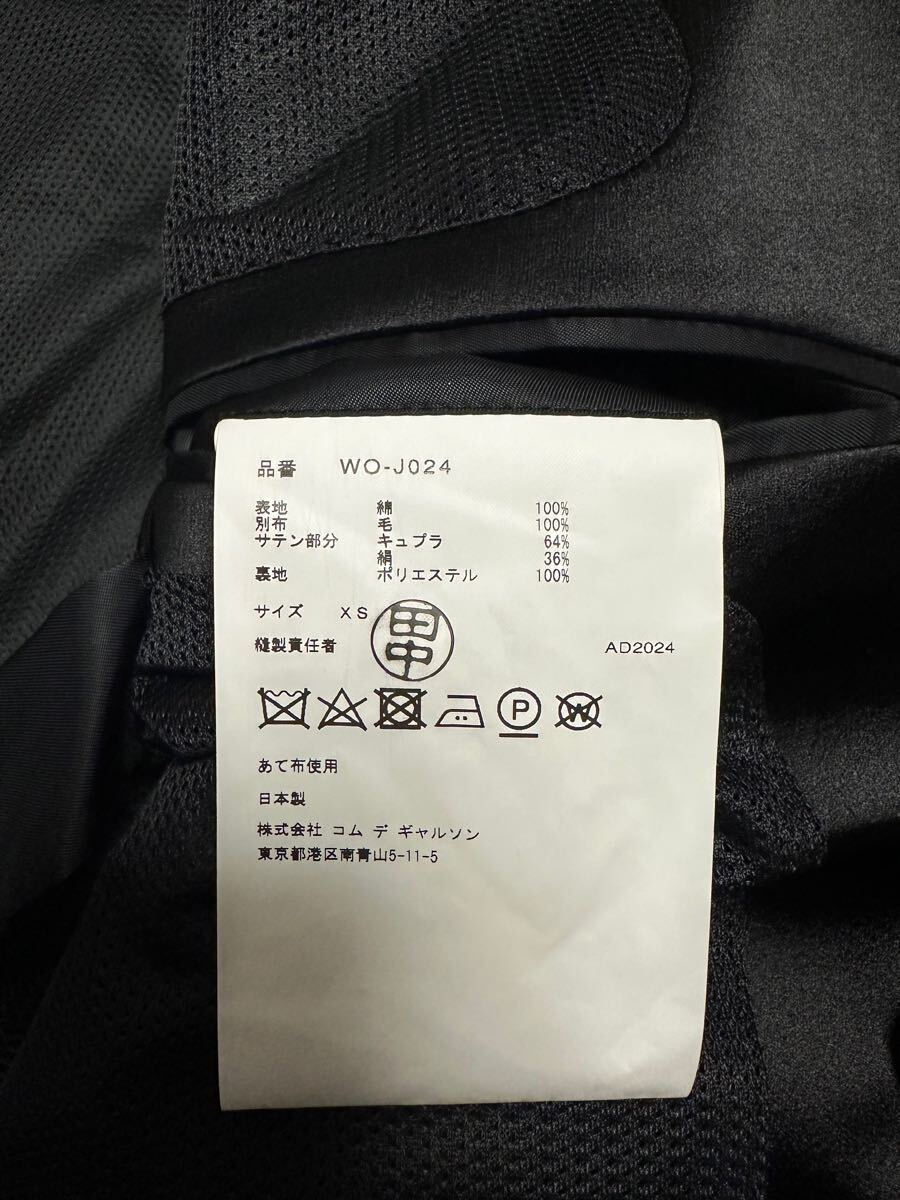 品番 WO-J024
表地 綿 100%
別布 毛 100%
サテン部分 キュプラ 64%
絹 36%
裏地 ポリエステル 100%
サイズ XS
縫製責任者 田中 AD2024
P W
あて布使用
日本製
株式会社 コム デ ギャルソン
東京都港区南青山5-11-5